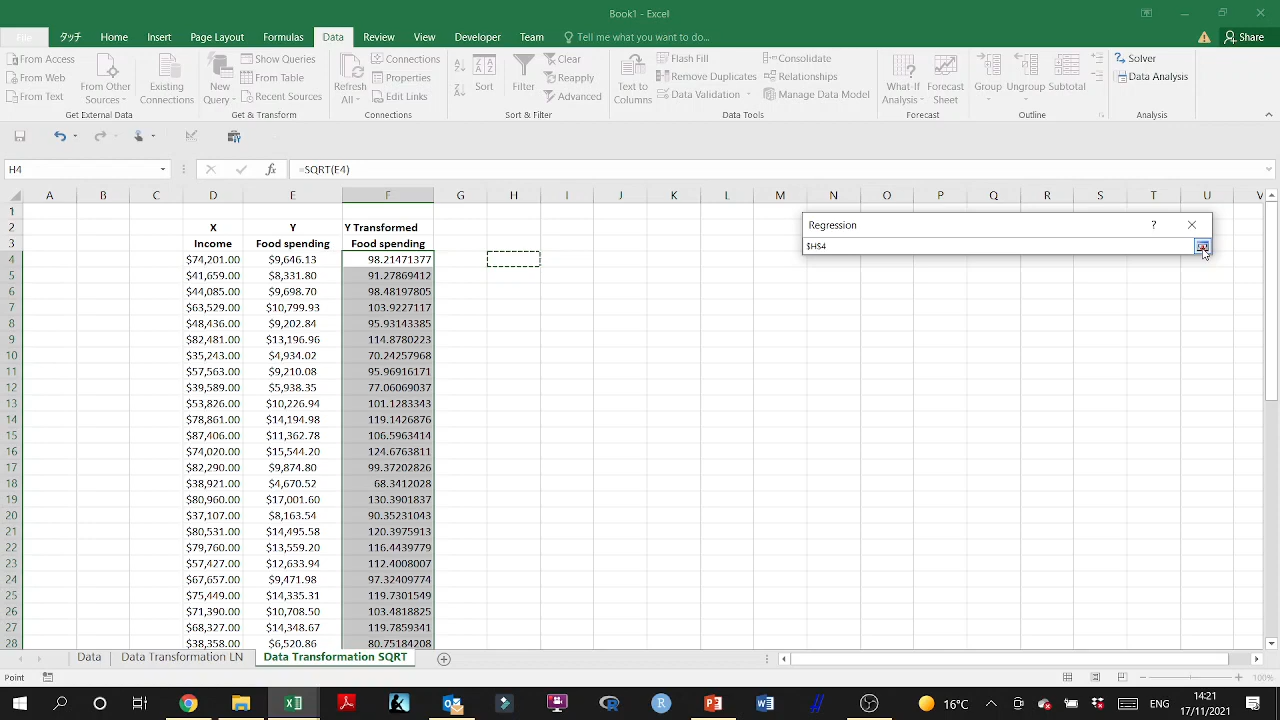 Book1 - Excel
File タッチ Home Insert Page Layout Formulas Data Review View Developer Team Tell me what you want to do... Share
From Access
From Web
From Text
From Other Sources
Existing Connections
Get External Data
New Query
Show Queries
From Table
Recent Sources
Get & Transform
Refresh All
Connections
Properties
Edit Links
Connections
Sort
Filter
Clear
Reapply
Advanced
Sort & Filter
Text to Columns
Flash Fill
Remove Duplicates
Data Validation
Consolidate
Relationships
Manage Data Model
Data Tools
What-If Analysis
Forecast Sheet
Forecast
Group
Ungroup
Subtotal
Outline
Solver
Data Analysis
Analysis
H4 fx =SQRT(E4)
A B C D E F G H I J K L M N O P Q R S T U V
1
2 X Y Y Transformed
3 Income Food spending Food spending
4 $74,201.00 $9,646.13 98.21471377
5 $41,659.00 $8,331.80 91.27869412
6 $44,085.00 $9,698.70 98.48197805
7 $63,529.00 $10,799.93 103.9227117
8 $48,436.00 $9,202.84 95.93143385
9 $82,481.00 $13,196.96 114.8780223
10 $35,243.00 $4,934.02 70.24257968
11 $57,563.00 $9,210.08 95.96916171
12 $39,589.00 $5,938.35 77.06069037
13 $53,826.00 $10,226.94 101.1283343
14 $78,861.00 $14,194.98 119.1426876
15 $87,406.00 $11,362.78 106.5963414
16 $74,020.00 $15,544.20 124.6763811
17 $82,290.00 $9,874.80 99.37202826
18 $38,921.00 $4,670.52 68.3412028
19 $80,960.00 $17,001.60 130.3901837
20 $37,107.00 $8,163.54 90.35231043
21 $80,531.00 $14,495.58 120.3975913
22 $79,760.00 $13,559.20 116.4439779
23 $57,427.00 $12,633.94 112.4008007
24 $67,657.00 $9,471.98 97.32409774
25 $75,449.00 $14,335.31 119.7301549
26 $71,390.00 $10,708.50 103.4818825
27 $68,327.00 $14,348.67 119.7859341
28 $38,358.00 $6,520.86 80.75184208
Regression ?
$H$4
Data Data Transformation LN Data Transformation SQRT
Point 100%
16°C 14:21
17/11/2021